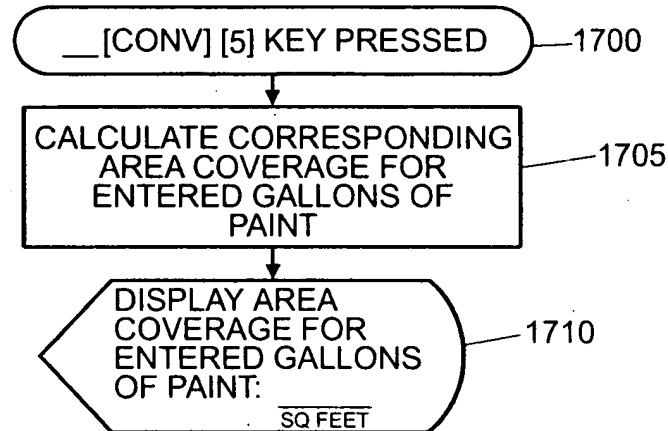 __[CONV] [5] KEY PRESSED
1700
CALCULATE CORRESPONDING
AREA COVERAGE FOR
ENTERED GALLONS OF
PAINT
1705
DISPLAY AREA
COVERAGE FOR
ENTERED GALLONS
OF PAINT:
SQ FEET
1710